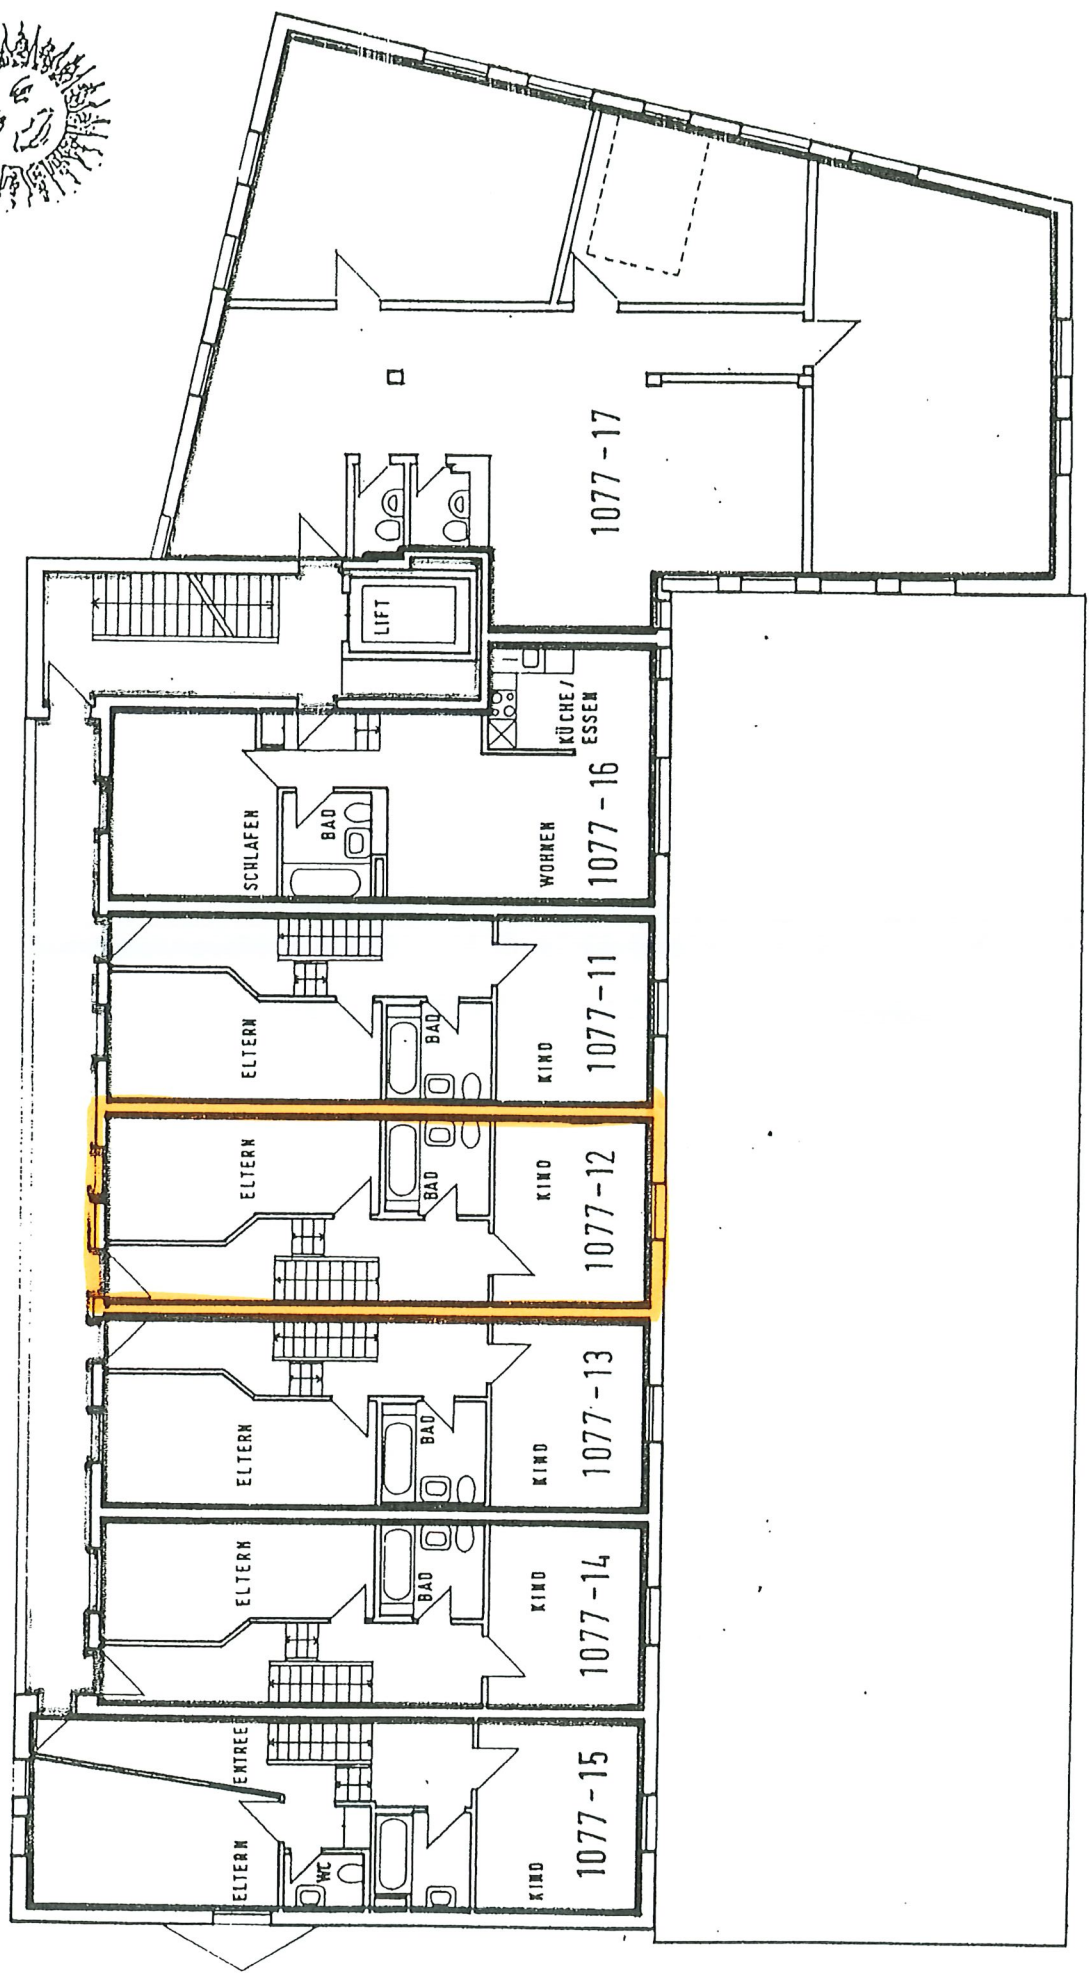 1077-17
LIFT
KÜCHE/
ESSEN
SCHLAFEN
BAD
WOHNEN
1077-16
ELTERN
BAD
KIND
1077-11
ELTERN
BAD
KIND
1077-12
ELTERN
BAD
KIND
1077-13
ELTERN
BAD
KIND
1077-14
ENTREE
ELTERN
WC
KIND
1077-15